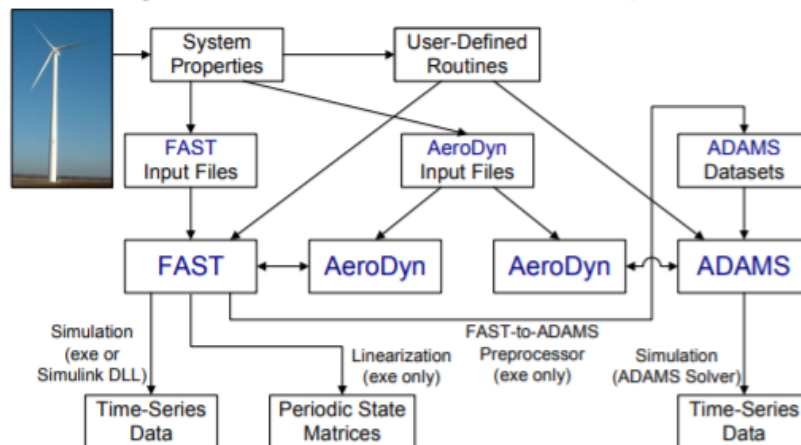 System
Properties
User-Defined
Routines
FAST
Input Files
AeroDyn
Input Files
ADAMS
Datasets
FAST
AeroDyn
AeroDyn
ADAMS
Simulation
(exe or
Simulink DLL)
Linearization
(exe only)
FAST-to-ADAMS
Preprocessor
(exe only)
Simulation
(ADAMS Solver)
Time-Series
Data
Periodic State
Matrices
Time-Series
Data